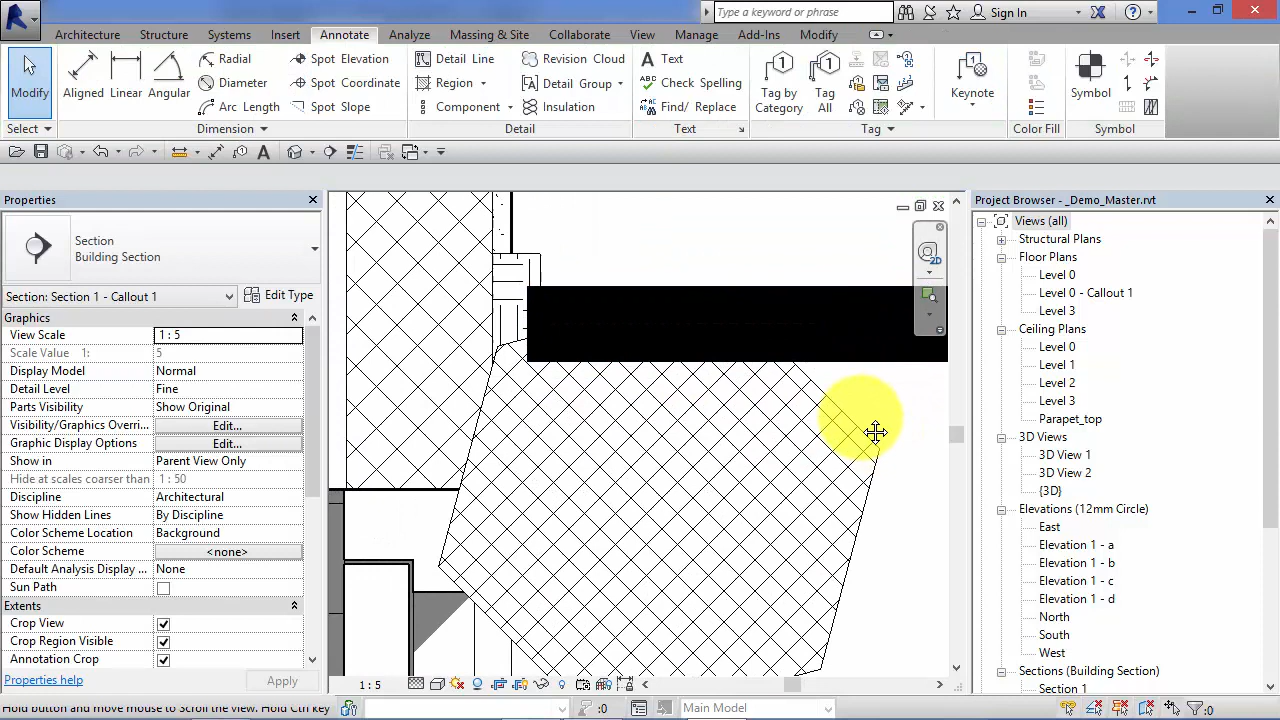 Type a keyword or phrase
Sign In
Architecture Structure Systems Insert Annotate Analyze Massing & Site Collaborate View Manage Add-Ins Modify
Modify
Aligned Linear Angular
Radial
Diameter
Arc Length
Spot Elevation
Spot Coordinate
Spot Slope
Detail Line
Region
Component
Revision Cloud
Detail Group
Insulation
Text
Check Spelling
Find/ Replace
Tag by Category
Tag All
Keynote
Symbol
Select Dimension Detail Text Tag Color Fill Symbol
Properties
Section
Building Section
Section: Section 1 - Callout 1
Edit Type
Graphics
View Scale 1 : 5
Scale Value 1: 5
Display Model Normal
Detail Level Fine
Parts Visibility Show Original
Visibility/Graphics Overri... Edit...
Graphic Display Options Edit...
Show in Parent View Only
Hide at scales coarser than 1 : 50
Discipline Architectural
Show Hidden Lines By Discipline
Color Scheme Location Background
Color Scheme <none>
Default Analysis Display ... None
Sun Path
Extents
Crop View
Crop Region Visible
Annotation Crop
Properties help
Apply
2D
1 : 5
Project Browser - _Demo_Master.rvt
Views (all)
Structural Plans
Floor Plans
Level 0
Level 0 - Callout 1
Level 3
Ceiling Plans
Level 0
Level 1
Level 2
Level 3
Parapet_top
3D Views
3D View 1
3D View 2
{3D}
Elevations (12mm Circle)
East
Elevation 1 - a
Elevation 1 - b
Elevation 1 - c
Elevation 1 - d
North
South
West
Sections (Building Section)
Section 1
Hold button and move mouse to Scroll the view. Hold Ctrl key
:0
Main Model
:0